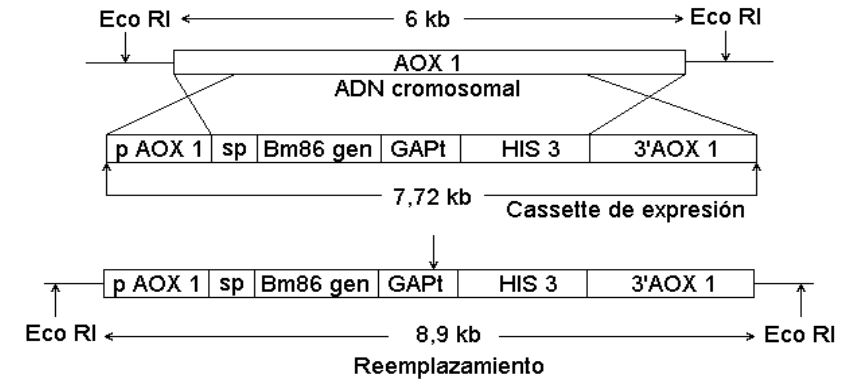 Eco RI 6 kb Eco RI
AOX 1
ADN cromosomal
p AOX 1 sp Bm86 gen GAPt HIS 3 3'AOX 1
7,72 kb
Cassette de expresión
p AOX 1 sp Bm86 gen GAPt HIS 3 3'AOX 1
Eco RI 8,9 kb Eco RI
Reemplazamiento